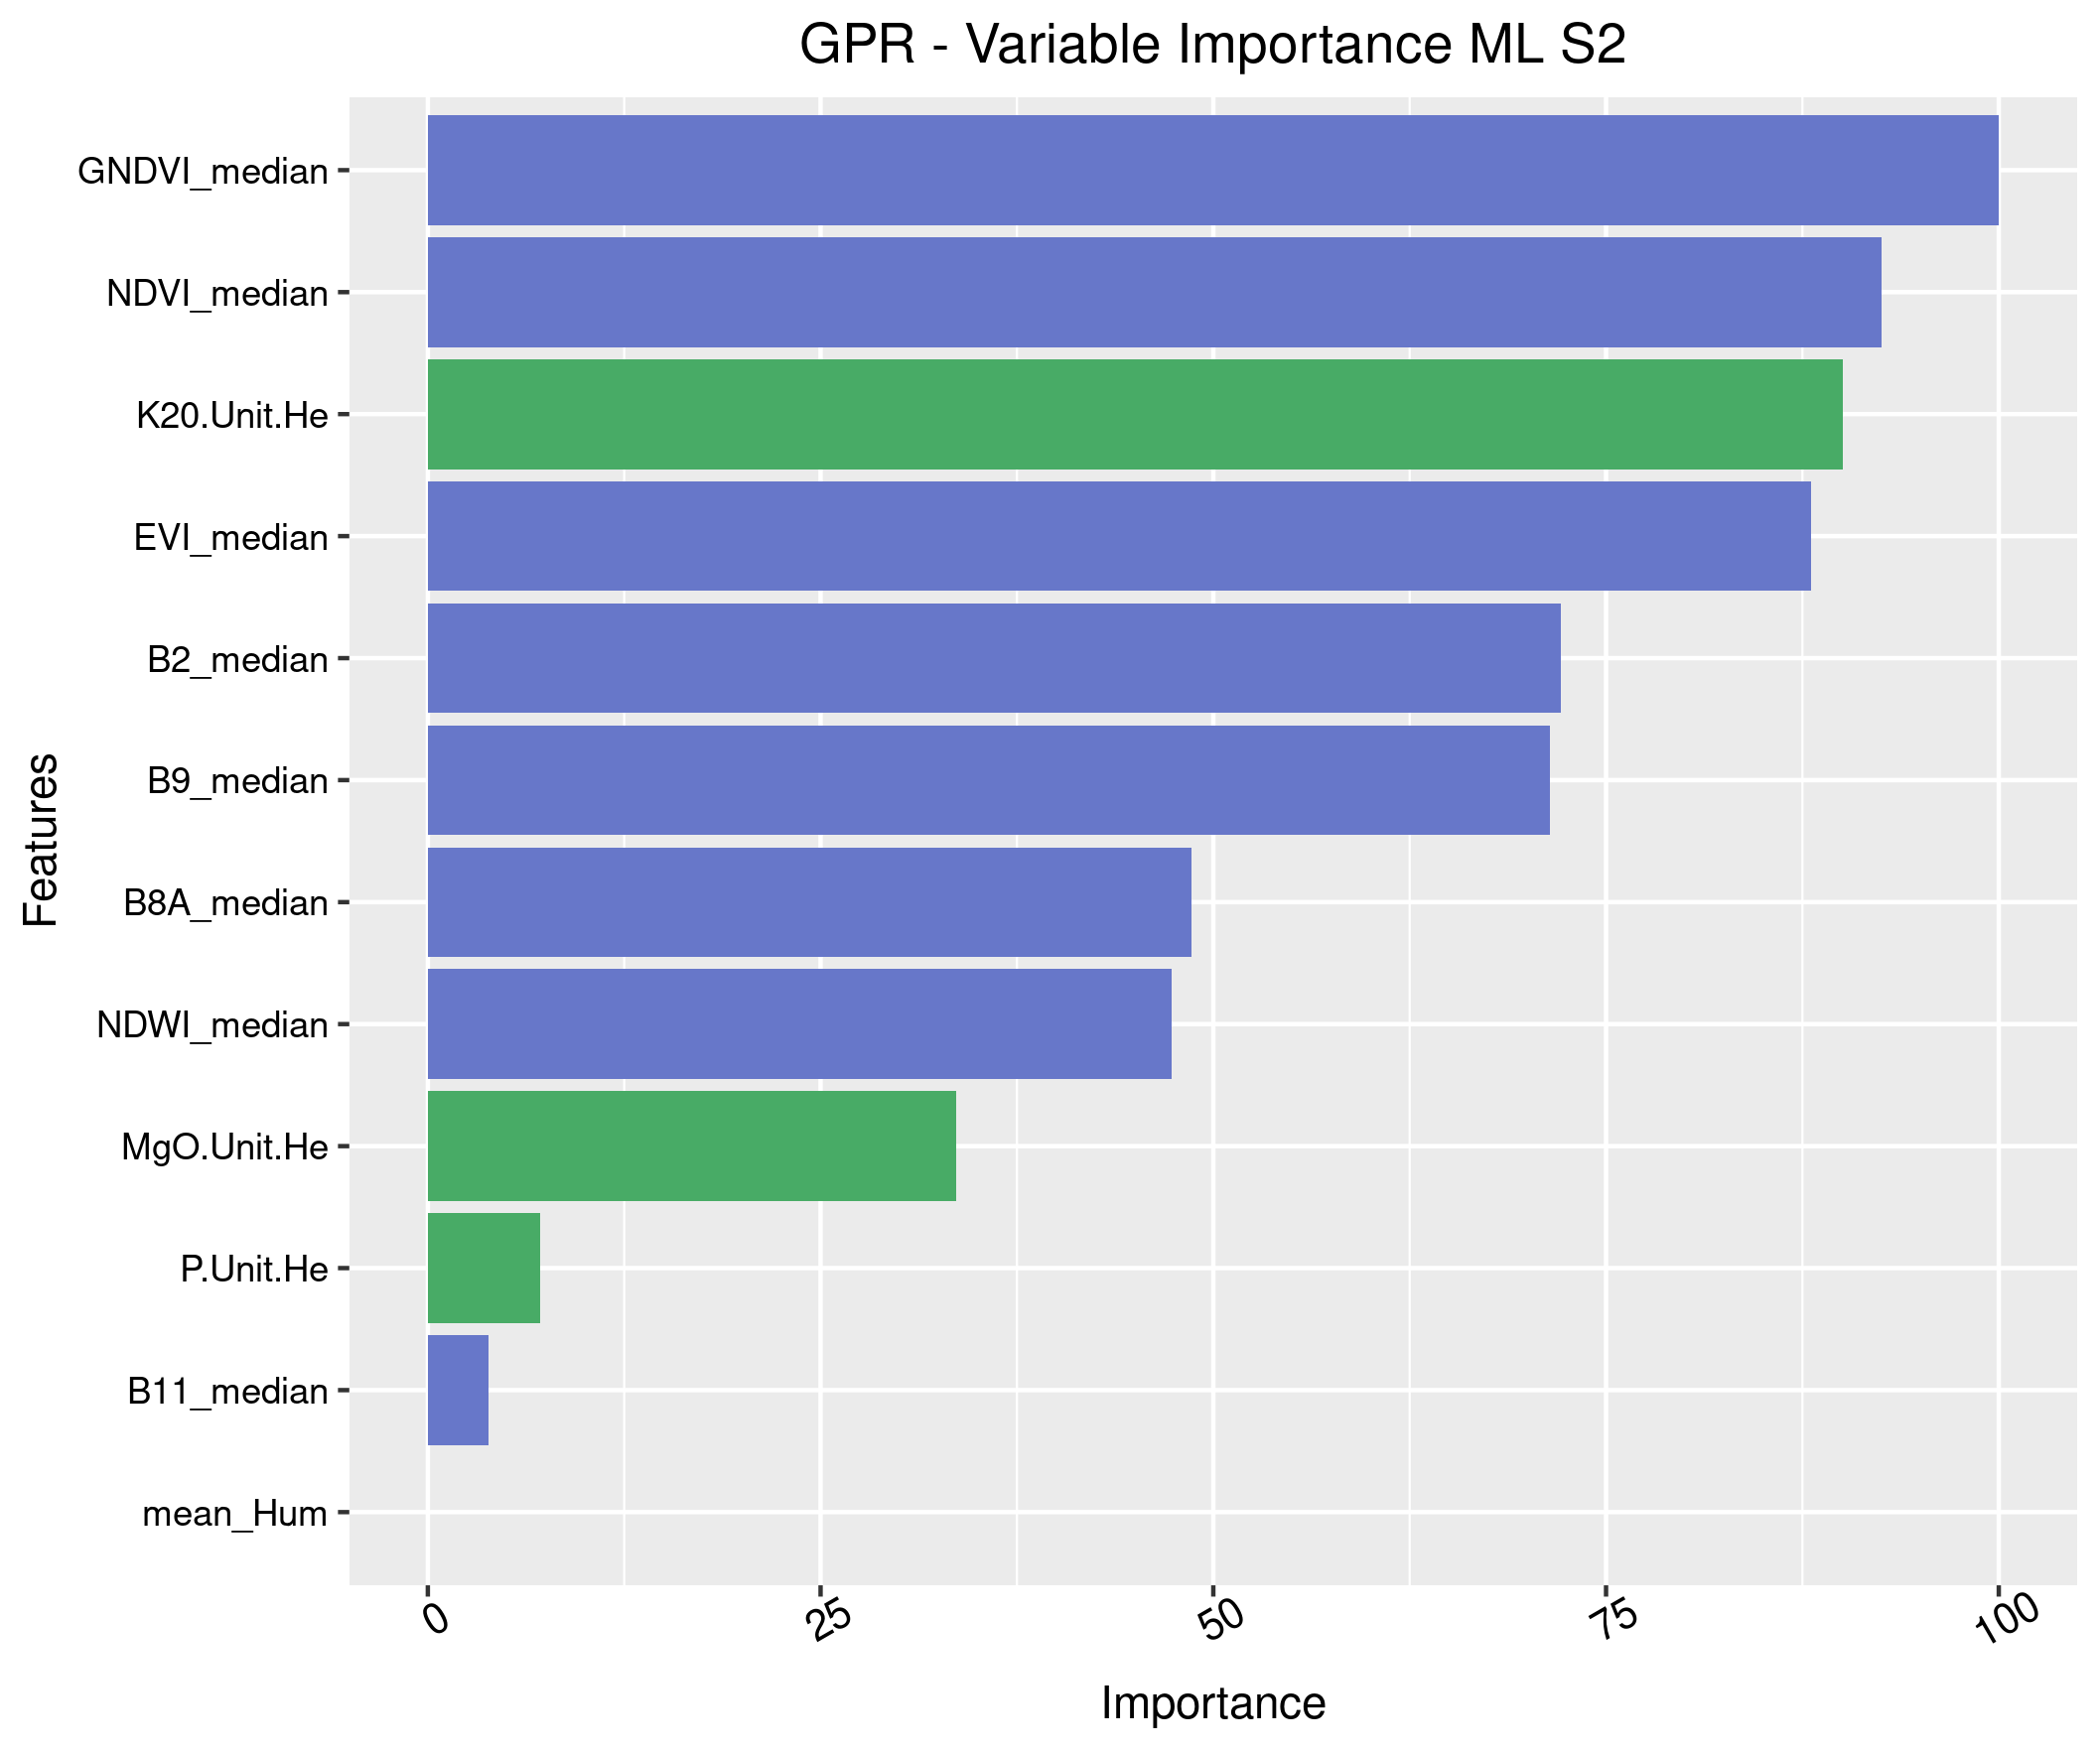 GPR - Variable Importance ML S2
GNDVI_median
NDVI_median
K20.Unit.He
EVI_median
B2_median
B9_median
B8A_median
NDWI_median
MgO.Unit.He
P.Unit.He
B11_median
mean_Hum
Features
0 25 50 75 100
Importance